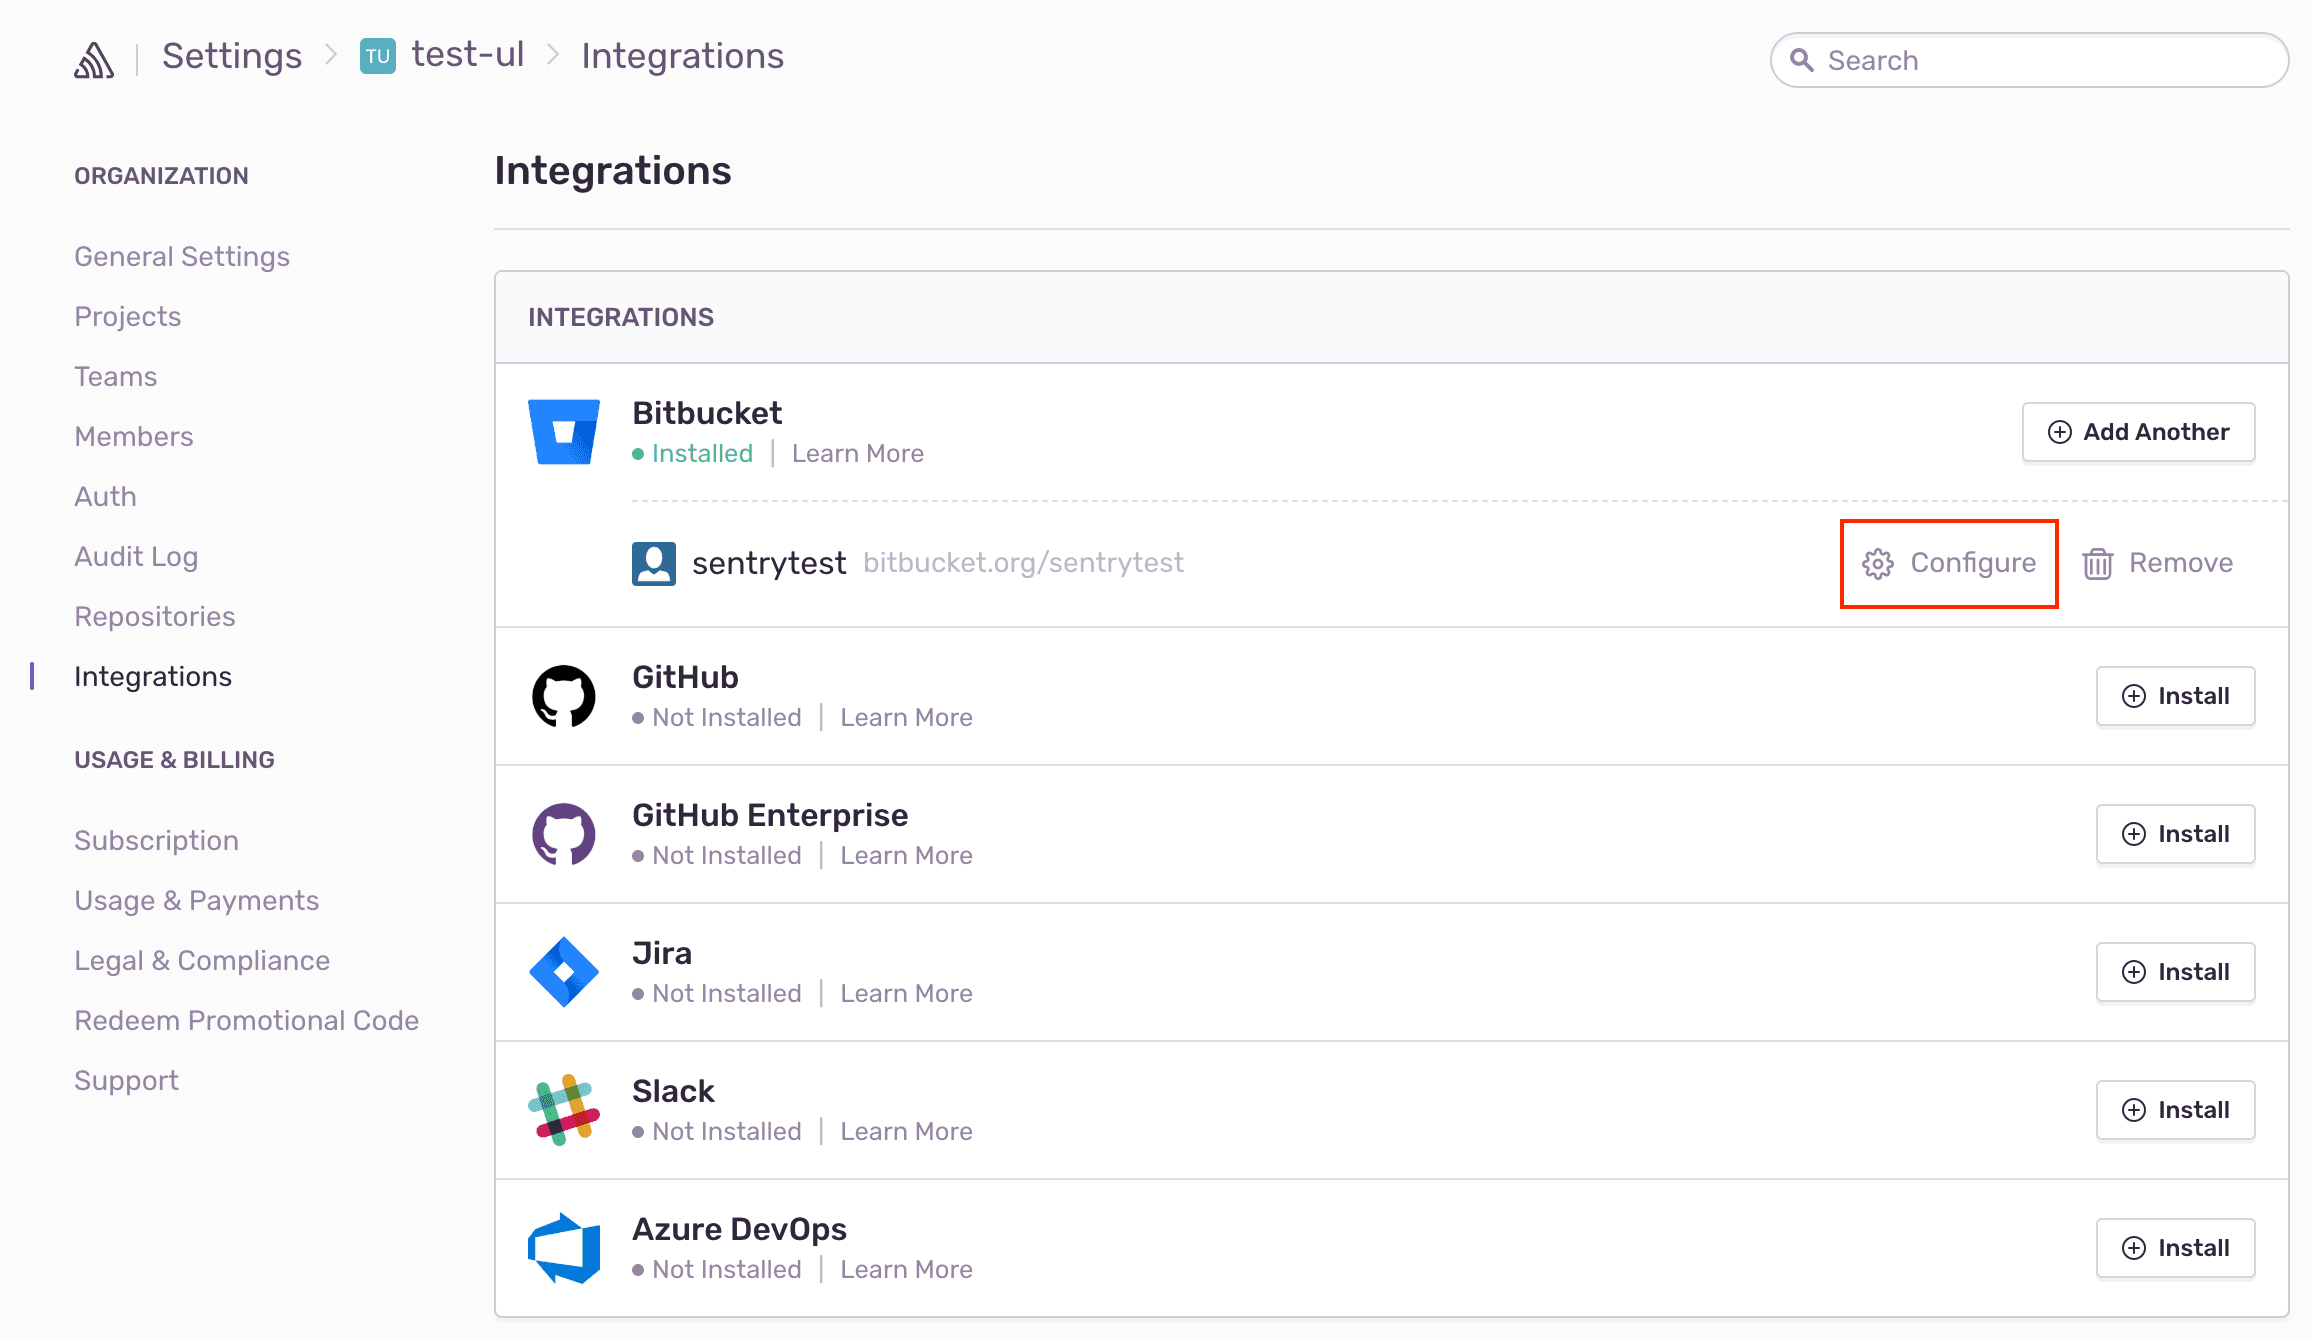 Settings > TU test-ul > Integrations
Search
ORGANIZATION
General Settings
Projects
Teams
Members
Auth
Audit Log
Repositories
Integrations
USAGE & BILLING
Subscription
Usage & Payments
Legal & Compliance
Redeem Promotional Code
Support
Integrations
INTEGRATIONS
Bitbucket
Installed | Learn More
Add Another
sentrytest bitbucket.org/sentrytest
Configure
Remove
GitHub
Not Installed | Learn More
Install
GitHub Enterprise
Not Installed | Learn More
Install
Jira
Not Installed | Learn More
Install
Slack
Not Installed | Learn More
Install
Azure DevOps
Not Installed | Learn More
Install